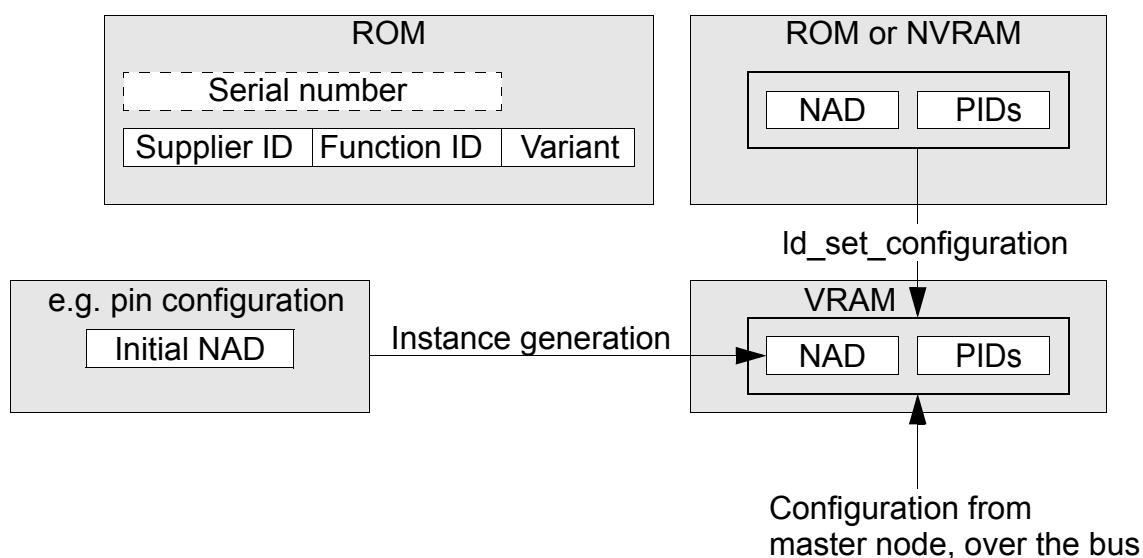 ROM
Serial number
Supplier ID Function ID Variant
ROM or NVRAM
NAD PIDs
ld_set_configuration
e.g. pin configuration
Initial NAD
Instance generation
VRAM
NAD PIDs
Configuration from
master node, over the bus